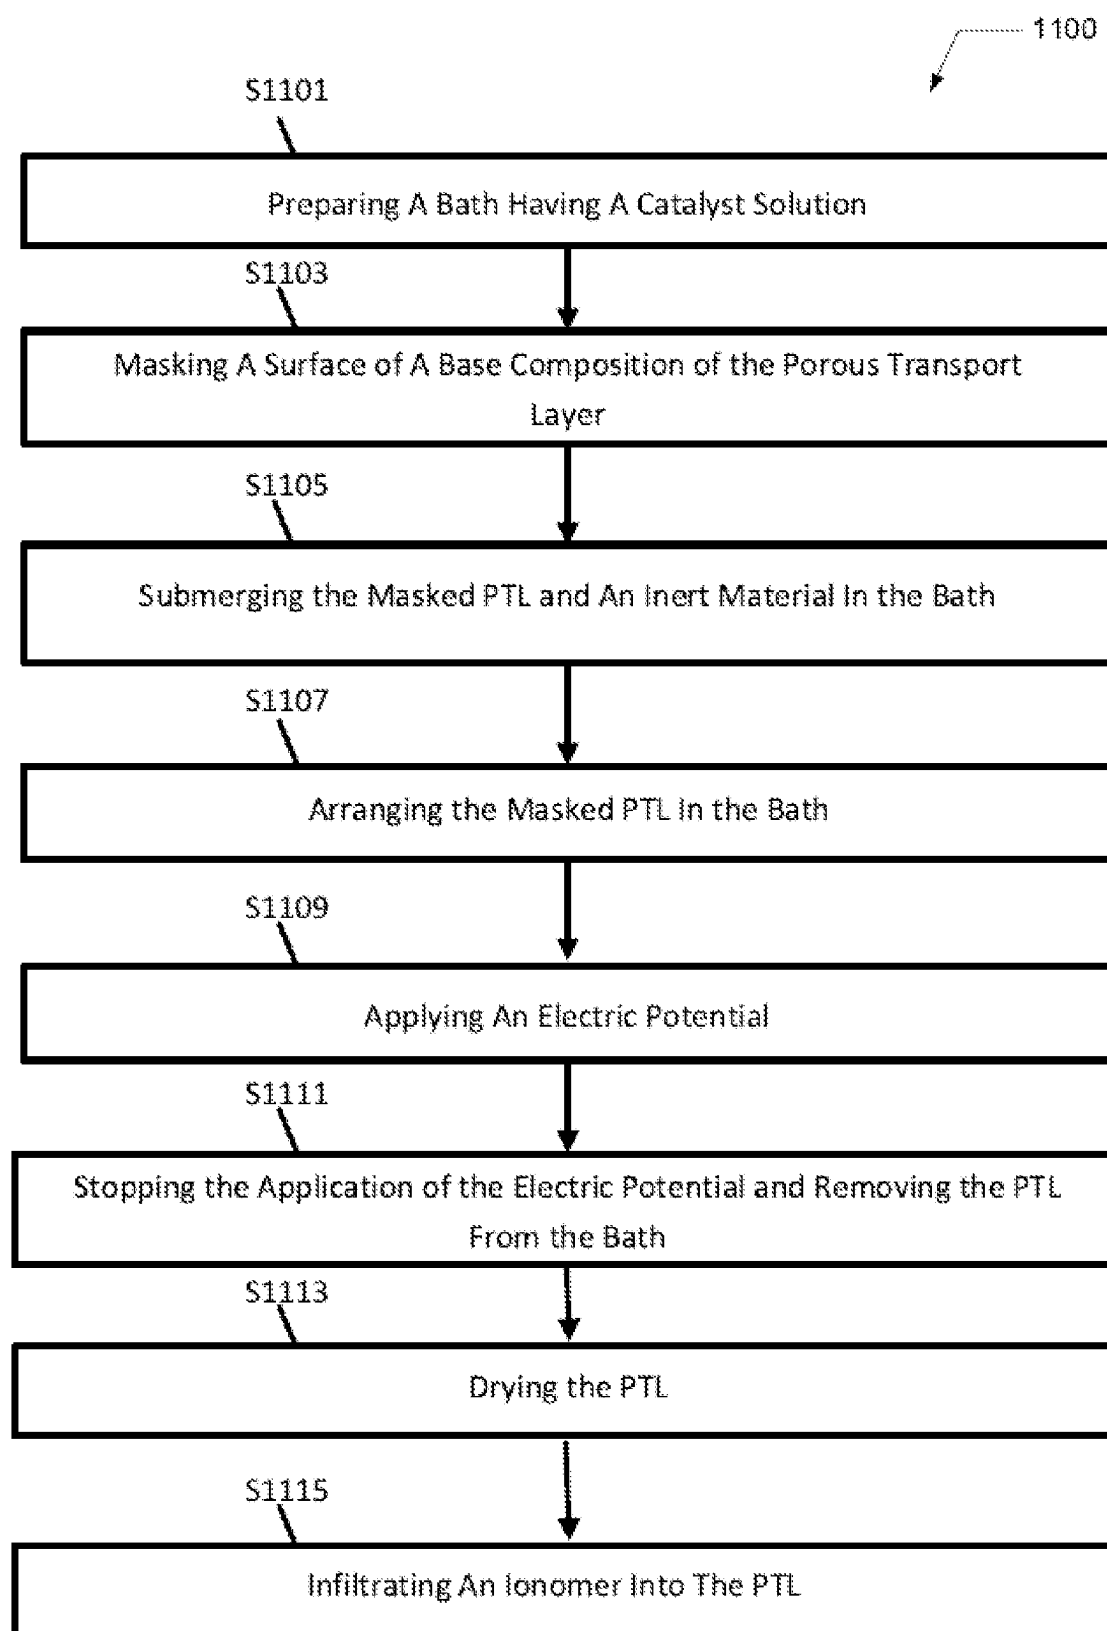 1100
S1101
Preparing A Bath Having A Catalyst Solution
S1103
Masking A Surface of A Base Composition of the Porous Transport
Layer
S1105
Submerging the Masked PTL and An Inert Material In the Bath
S1107
Arranging the Masked PTL In the Bath
S1109
Applying An Electric Potential
S1111
Stopping the Application of the Electric Potential and Removing the PTL
From the Bath
S1113
Drying the PTL
S1115
Infiltrating An Ionomer Into The PTL